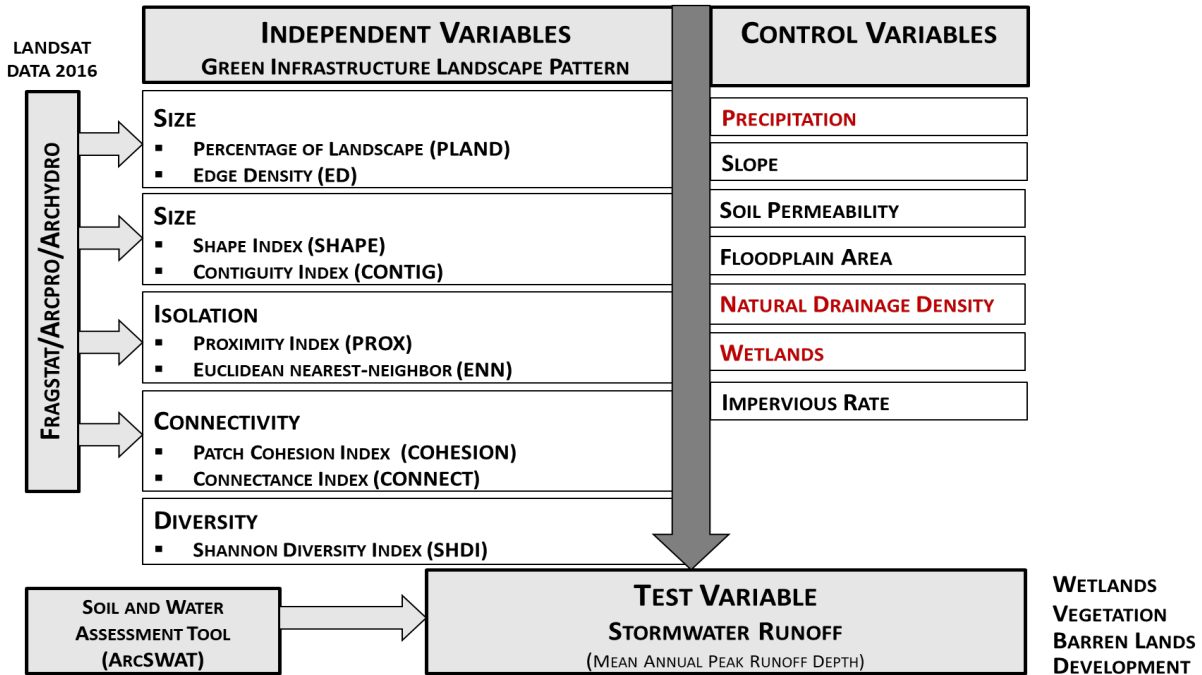 LANDSAT
DATA 2016
FRAGSTAT/ARCPRO/ARCHYDRO
INDEPENDENT VARIABLES
GREEN INFRASTRUCTURE LANDSCAPE PATTERN
SIZE
▪ PERCENTAGE OF LANDSCAPE (PLAND)
▪ EDGE DENSITY (ED)
SIZE
▪ SHAPE INDEX (SHAPE)
▪ CONTIGUITY INDEX (CONTIG)
ISOLATION
▪ PROXIMITY INDEX (PROX)
▪ EUCLIDEAN NEAREST-NEIGHBOR (ENN)
CONNECTIVITY
▪ PATCH COHESION INDEX (COHESION)
▪ CONNECTANCE INDEX (CONNECT)
DIVERSITY
▪ SHANNON DIVERSITY INDEX (SHDI)
CONTROL VARIABLES
PRECIPITATION
SLOPE
SOIL PERMEABILITY
FLOODPLAIN AREA
NATURAL DRAINAGE DENSITY
WETLANDS
IMPERVIOUS RATE
SOIL AND WATER
ASSESSMENT TOOL
(ARCSWAT)
TEST VARIABLE
STORMWATER RUNOFF
(MEAN ANNUAL PEAK RUNOFF DEPTH)
WETLANDS
VEGETATION
BARREN LANDS
DEVELOPMENT